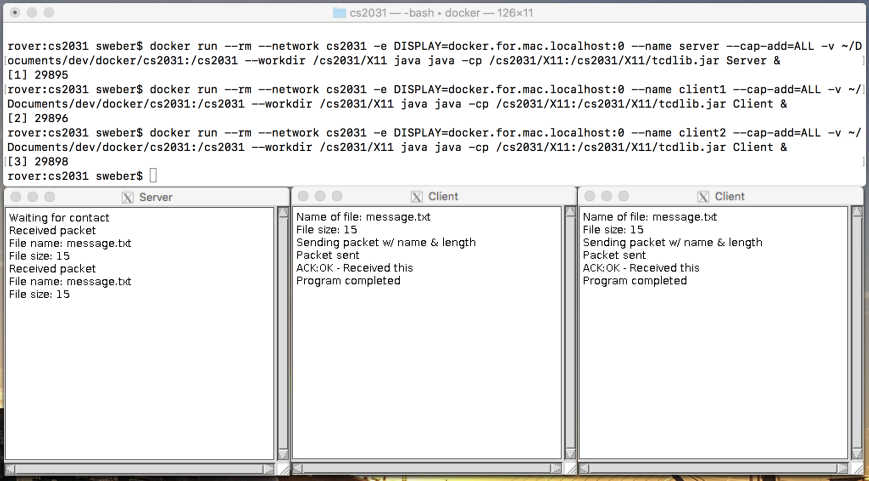 cs2031 — -bash ▸ docker — 126×11
rover:cs2031 sweber$ docker run --rm --network cs2031 -e DISPLAY=docker.for.mac.localhost:0 --name server --cap-add=ALL -v ~/D
ocuments/dev/docker/cs2031:/cs2031 --workdir /cs2031/X11 java java -cp /cs2031/X11:/cs2031/X11/tcdlib.jar Server &
[1] 29895
rover:cs2031 sweber$ docker run --rm --network cs2031 -e DISPLAY=docker.for.mac.localhost:0 --name client1 --cap-add=ALL -v ~/
Documents/dev/docker/cs2031:/cs2031 --workdir /cs2031/X11 java java -cp /cs2031/X11:/cs2031/X11/tcdlib.jar Client &
[2] 29896
rover:cs2031 sweber$ docker run --rm --network cs2031 -e DISPLAY=docker.for.mac.localhost:0 --name client2 --cap-add=ALL -v ~/
Documents/dev/docker/cs2031:/cs2031 --workdir /cs2031/X11 java java -cp /cs2031/X11:/cs2031/X11/tcdlib.jar Client &
[3] 29898
rover:cs2031 sweber$
Server
Waiting for contact
Received packet
File name: message.txt
File size: 15
Received packet
File name: message.txt
File size: 15
Client
Name of file: message.txt
File size: 15
Sending packet w/ name & length
Packet sent
ACK:OK - Received this
Program completed
Client
Name of file: message.txt
File size: 15
Sending packet w/ name & length
Packet sent
ACK:OK - Received this
Program completed